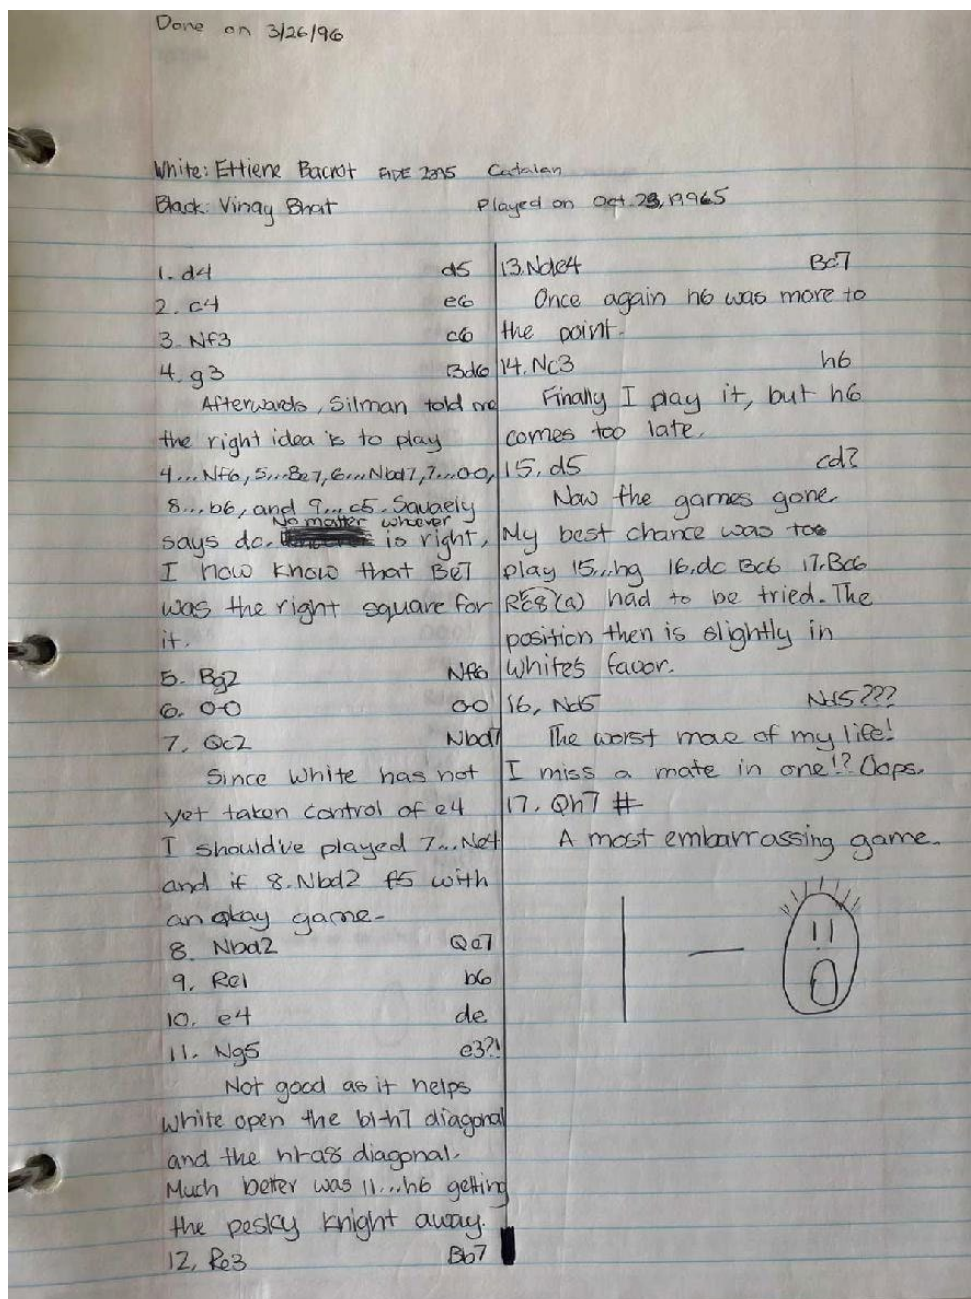 Done on 3/26/96
White: Ettiene Bacrot FIDE 2275 Catalan
Black: Vinay Bhat Played on Oct. 28, 1995
1. d4 d5
2. c4 e6
3. Nf3 c6
4. g3 Bd6
Afterwards, Silman told me
the right idea is to play
4...Nf6, 5...Be7, 6...Nbd7, 7...00,
8...b6, and 9...c5. Squarely
says dc. No matter whoever is right,
I now know that Be7
was the right square for
it.
5. Bg2 Nf6
6. 00 00
7. Qc2 Nbd7
Since white has not
yet taken control of e4
I should've played 7...Ne4
and if 8. Nbd2 f5 with
an okay game-
8. Nbd2 Qe7
9. Re1 b6
10. e4 de
11. Ng5 e3?!
Not good as it helps
white open the b1-h7 diagonal
and the h1-a8 diagonal.
Much better was 11...h6 getting
the pesky knight away.
12, Re3 Bb7
13. Nde4 Bc7
Once again h6 was more to
the point.
14. Nc3 h6
Finally I play it, but h6
comes too late.
15. d5 cd?
Now the games gone
My best chance was too
play 15...hg 16.dc Bc6 17.Bc6
RE8(a) had to be tried. The
position then is slightly in
White's favor.
16, Nd5 Nd5???
The worst move of my life!
I miss a mate in one!? Oops.
17. Qh7 #
A most embarrassing game.
1 -